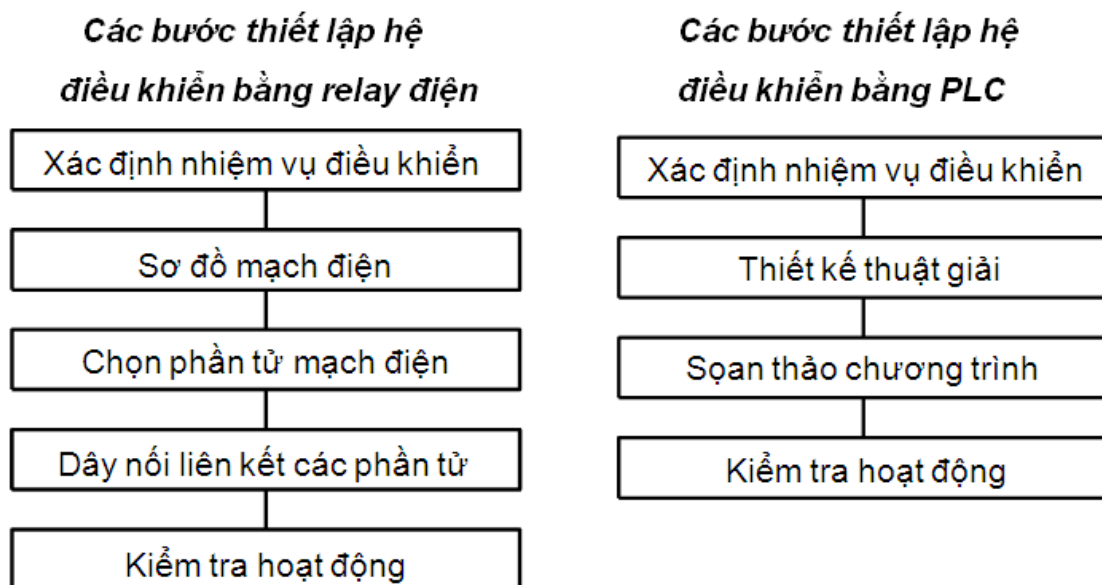 Các bước thiết lập hệ
điều khiển bằng relay điện
Xác định nhiệm vụ điều khiển
Sơ đồ mạch điện
Chọn phần tử mạch điện
Dây nối liên kết các phần tử
Kiểm tra hoạt động
Các bước thiết lập hệ
điều khiển bằng PLC
Xác định nhiệm vụ điều khiển
Thiết kế thuật giải
Sọan thảo chương trình
Kiểm tra hoạt động